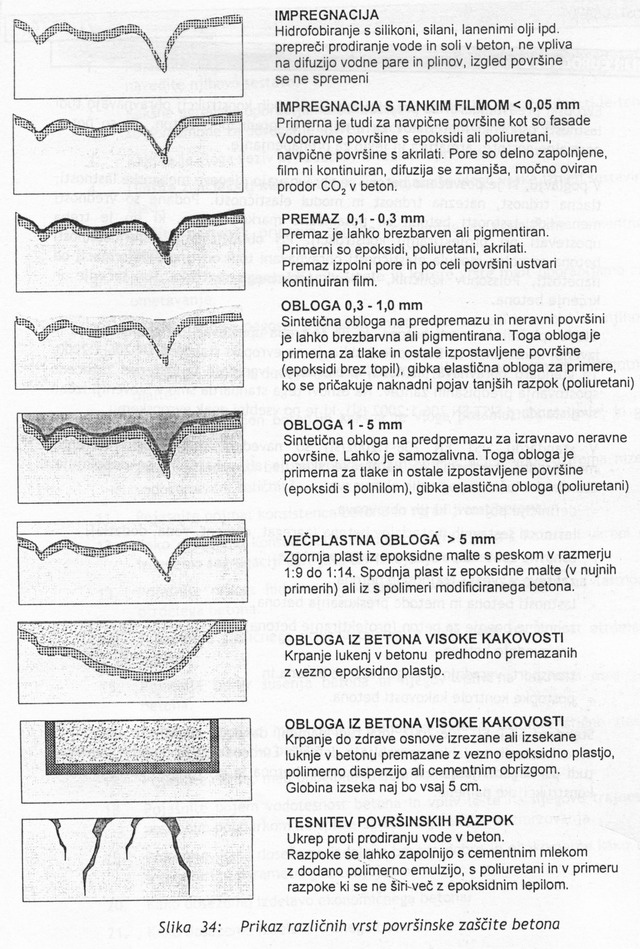 IMPREGNACIJA
Hidrofobiranje s silikoni, silani, lanenimi olji ipd.
prepreči prodiranje vode in soli v beton, ne vpliva
na difuzijo vodne pare in plinov, izgled površine
se ne spremeni
IMPREGNACIJA S TANKIM FILMOM < 0,05 mm
Primerna je tudi za navpične površine kot so fasade
Vodoravne površine s epoksidi ali poliuretani,
navpične površine s akrilati. Pore so delno zapolnjene,
film ni kontinuiran, difuzija se zmanjša, močno oviran
prodor CO₂ v beton.
PREMAZ 0,1 - 0,3 mm
Premaz je lahko brezbarven ali pigmentiran.
Primerni so epoksidi, poliuretani, akrilati.
Premaz izpolni pore in po celi površini ustvari
kontinuiran film.
OBLOGA 0,3 - 1,0 mm
Sintetična obloga na predpremazu in neravni površini
je lahko brezbarvna ali pigmentirana. Toga obloga je
primerna za tlake in ostale izpostavljene površine
(epoksidi brez topil), gibka elastična obloga za primere,
ko se pričakuje naknadni pojav tanjših razpok (poliuretani)
OBLOGA 1 - 5 mm
Sintetična obloga na predpremazu za izravnavo neravne
površine. Lahko je samozalivna. Toga obloga je
primerna za tlake in ostale izpostavljene površine
(epoksidi s polnilom), gibka elastična obloga (poliuretani)
VEČPLASTNA OBLOGA > 5 mm
Zgornja plast iz epoksidne malte s peskom v razmerju
1:9 do 1:14. Spodnja plast iz epoksidne malte (v nujnih
primerih) ali iz s polimeri modificiranega betona.
OBLOGA IZ BETONA VISOKE KAKOVOSTI
Krpanje lukenj v betonu predhodno premazanih
z vezno epoksidno plastjo.
OBLOGA IZ BETONA VISOKE KAKOVOSTI
Krpanje do zdrave osnove izrezane ali izsekane
luknje v betonu premazane z vezno epoksidno plastjo,
polimerno disperzijo ali cementnim obrizgom.
Globina izseka naj bo vsaj 5 cm.
TESNITEV POVRŠINSKIH RAZPOK
Ukrep proti prodiranju vode v beton.
Razpoke se lahko zapolnijo s cementnim mlekom
z dodano polimerno emulzijo, s poliuretani in v primeru
razpoke ki se ne širi več z epoksidnim lepilom.
Slika 34: Prikaz različnih vrst površinske zaščite betona